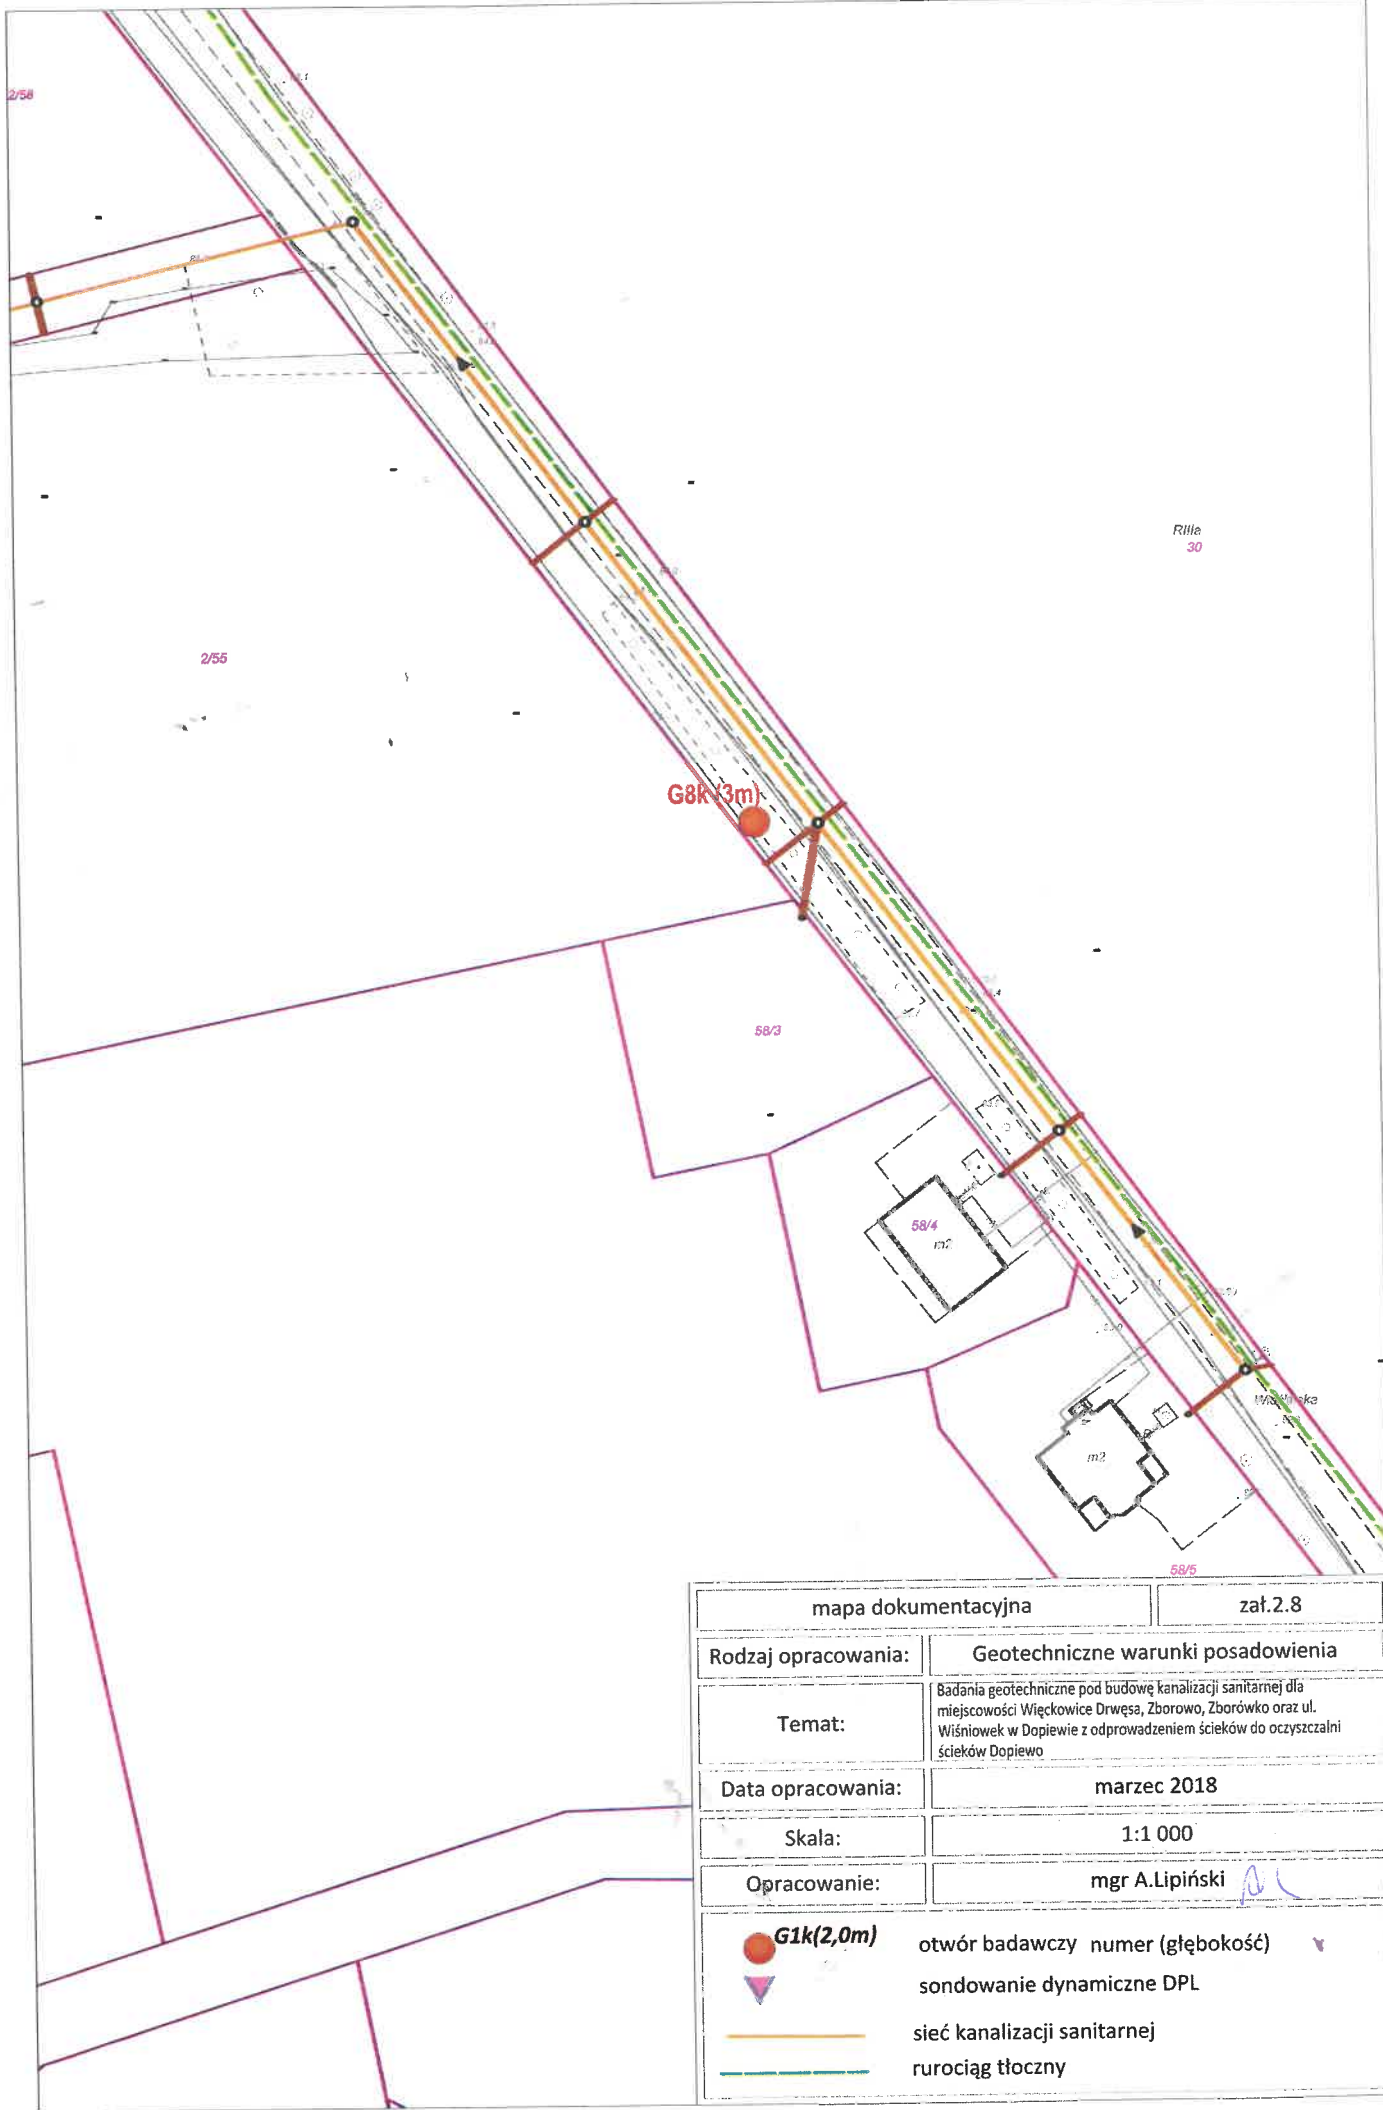 2/58
RIIIa
30
2/55
G8k (3m)
58/3
58/4
m2
m2
58/5
mapa dokumentacyjna zał.2.8
Rodzaj opracowania: Geotechniczne warunki posadowienia
Temat:
Badania geotechniczne pod budowę kanalizacji sanitarnej dla
miejscowości Więckowice Drwęsa, Zborowo, Zborówko oraz ul.
Wiśniowek w Dopiewie z odprowadzeniem ścieków do oczyszczalni
ścieków Dopiewo
Data opracowania: marzec 2018
Skala: 1:1 000
Opracowanie: mgr A.Lipiński
G1k(2,0m) otwór badawczy numer (głębokość)
sondowanie dynamiczne DPL
sieć kanalizacji sanitarnej
rurociąg tłoczny